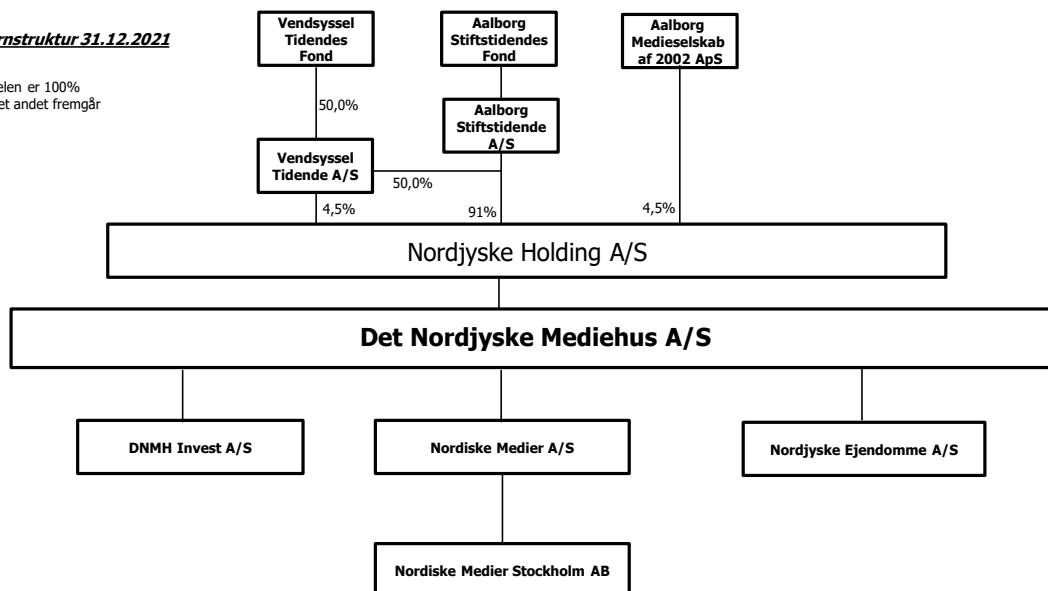 rnstruktur 31.12.2021
elen er 100%
et andet fremgår
Vendsyssel
Tidendes
Fond
Aalborg
Stiftstidendes
Fond
Aalborg
Medieselskab
af 2002 ApS
50,0%
Aalborg
Stiftstidende
A/S
Vendsyssel
Tidende A/S
50,0%
4,5%
91%
4,5%
Nordjyske Holding A/S
Det Nordjyske Mediehus A/S
DNMH Invest A/S
Nordiske Medier A/S
Nordjyske Ejendomme A/S
Nordiske Medier Stockholm AB